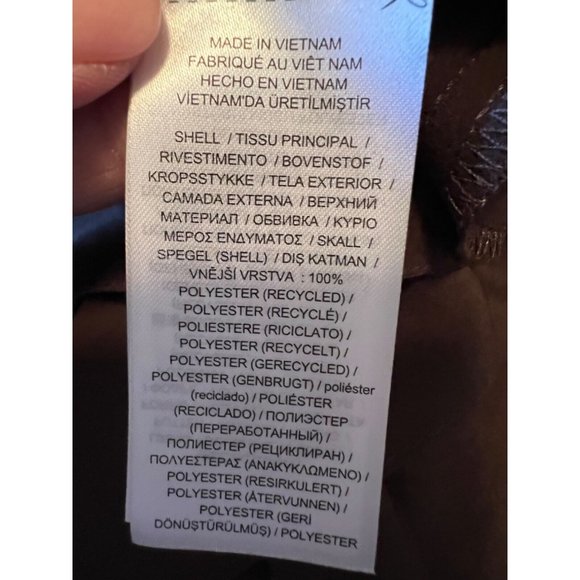 MADE IN VIETNAM
FABRIQUÉ AU VIÊT NAM
HECHO EN VIETNAM
VİETNAM'DA ÜRETİLMİŞTİR
SHELL / TISSU PRINCIPAL /
RIVESTIMENTO / BOVENSTOF /
KROPSSTYKKE / TELA EXTERIOR /
CAMADA EXTERNA / ВЕРХНИЙ
МАТЕРИАЛ / ОБВИВКА / ΚΥΡΙΟ
ΜΕΡΟΣ ΕΝΔΥΜΑΤΟΣ / SKALL /
SPEGEL (SHELL) / DIŞ KATMAN /
VNĚJŠÍ VRSTVA : 100%
POLYESTER (RECYCLED) /
POLYESTER (RECYCLÉ) /
POLIESTERE (RICICLATO) /
POLYESTER (RECYCELT) /
POLYESTER (GERECYCLED) /
POLYESTER (GENBRUGT) / poliéster
(reciclado) / POLIÉSTER
(RECICLADO) / ПОЛИЭСТЕР
(ПЕРЕРАБОТАННЫЙ) /
ПОЛИЕСТЕР (РЕЦИКЛИРАН) /
ΠΟΛΥΕΣΤΕΡΑΣ (ΑΝΑΚΥΚΛΩΜΕΝΟ) /
POLYESTER (RESIRKULERT) /
POLYESTER (ÅTERVUNNEN) /
POLYESTER (GERİ
DÖNÜŞTÜRÜLMÜŞ) / POLYESTER